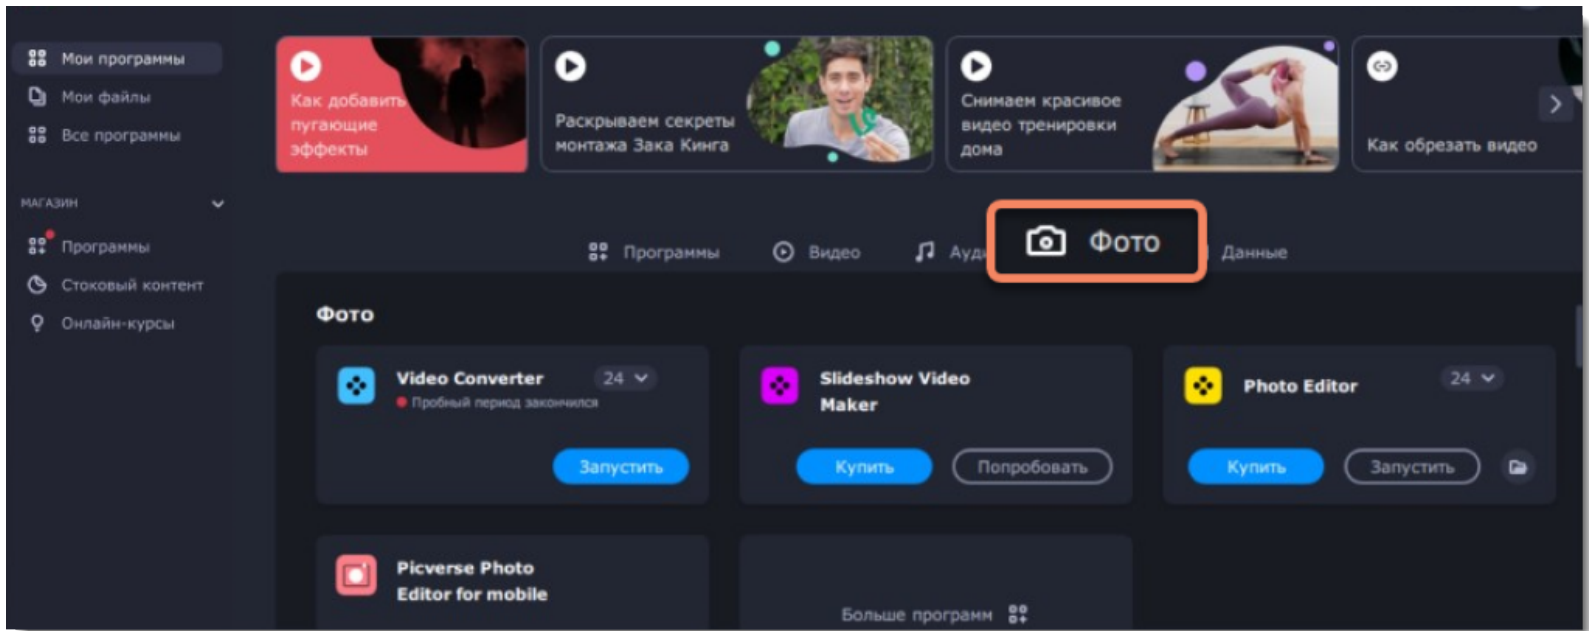 Мои программы
Мои файлы
Все программы
МАГАЗИН
Программы
Стоковый контент
Онлайн-курсы
Как добавить
пугающие
эффекты
Раскрываем секреты
монтажа Зака Кинга
Снимаем красивое
видео тренировки
дома
Как обрезать видео
Программы
Видео
Ауди
Фото
Данные
Фото
Video Converter
24
Пробный период закончился
Запустить
Slideshow Video
Maker
Купить
Попробовать
Photo Editor
24
Купить
Запустить
Picverse Photo
Editor for mobile
Больше программ